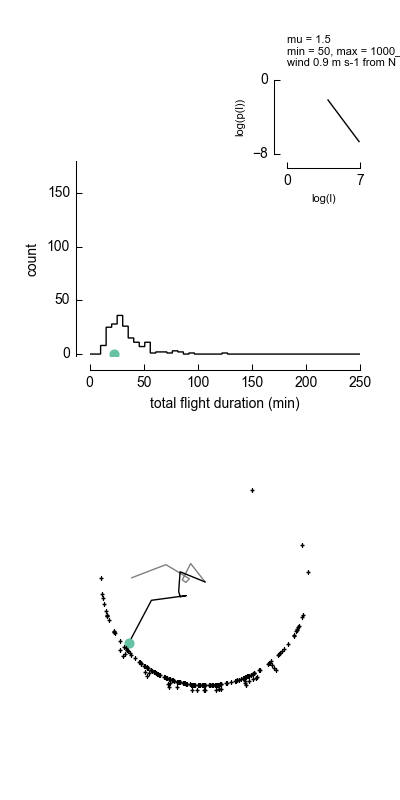 mu = 1.5
min = 50, max = 1000_
wind 0.9 m s-1 from N
0
log(p(l))
−8
0
7
log(l)
150
count
100
50
0
0 50 100 150 200 250
total flight duration (min)